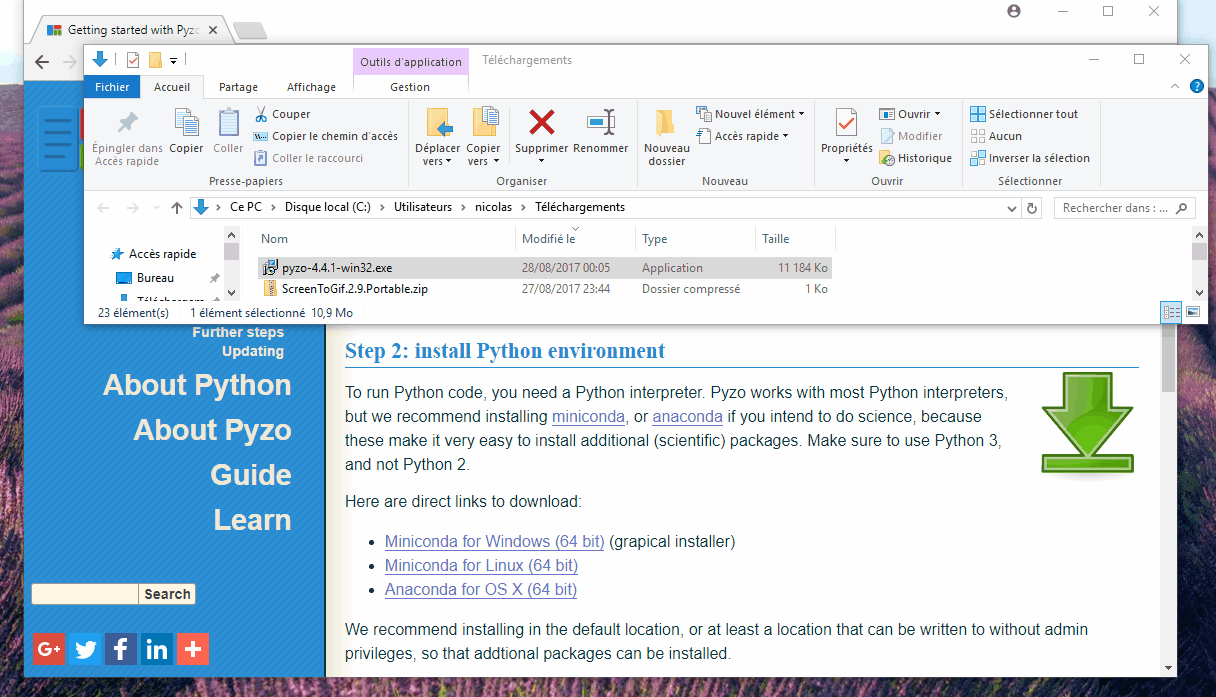 Getting started with Pyzo
Outils d'application
Téléchargements
Fichier
Accueil
Partage
Affichage
Gestion
Épingler dans
Accès rapide
Copier
Coller
Couper
Copier le chemin d'accès
Coller le raccourci
Presse-papiers
Déplacer
vers
Copier
vers
Supprimer
Renommer
Organiser
Nouveau
dossier
Nouvel élément
Accès rapide
Nouveau
Propriétés
Ouvrir
Modifier
Historique
Ouvrir
Sélectionner tout
Aucun
Inverser la sélection
Sélectionner
Ce PC > Disque local (C:) > Utilisateurs > nicolas > Téléchargements
Rechercher dans : ...
Accès rapide
Bureau
Nom
Modifié le
Type
Taille
pyzo-4.4.1-win32.exe
28/08/2017 00:05
Application
11 184 Ko
ScreenToGif.2.9.Portable.zip
27/08/2017 23:44
Dossier compressé
1 Ko
23 élément(s)
1 élément sélectionné 10,9 Mo
Further steps
Updating
About Python
About Pyzo
Guide
Learn
Search
G+
f
in
Step 2: install Python environment
To run Python code, you need a Python interpreter. Pyzo works with most Python interpreters,
but we recommend installing miniconda, or anaconda if you intend to do science, because
these make it very easy to install additional (scientific) packages. Make sure to use Python 3,
and not Python 2.
Here are direct links to download:
• Miniconda for Windows (64 bit) (grapical installer)
• Miniconda for Linux (64 bit)
• Anaconda for OS X (64 bit)
We recommend installing in the default location, or at least a location that can be written to without admin
privileges, so that addtional packages can be installed.